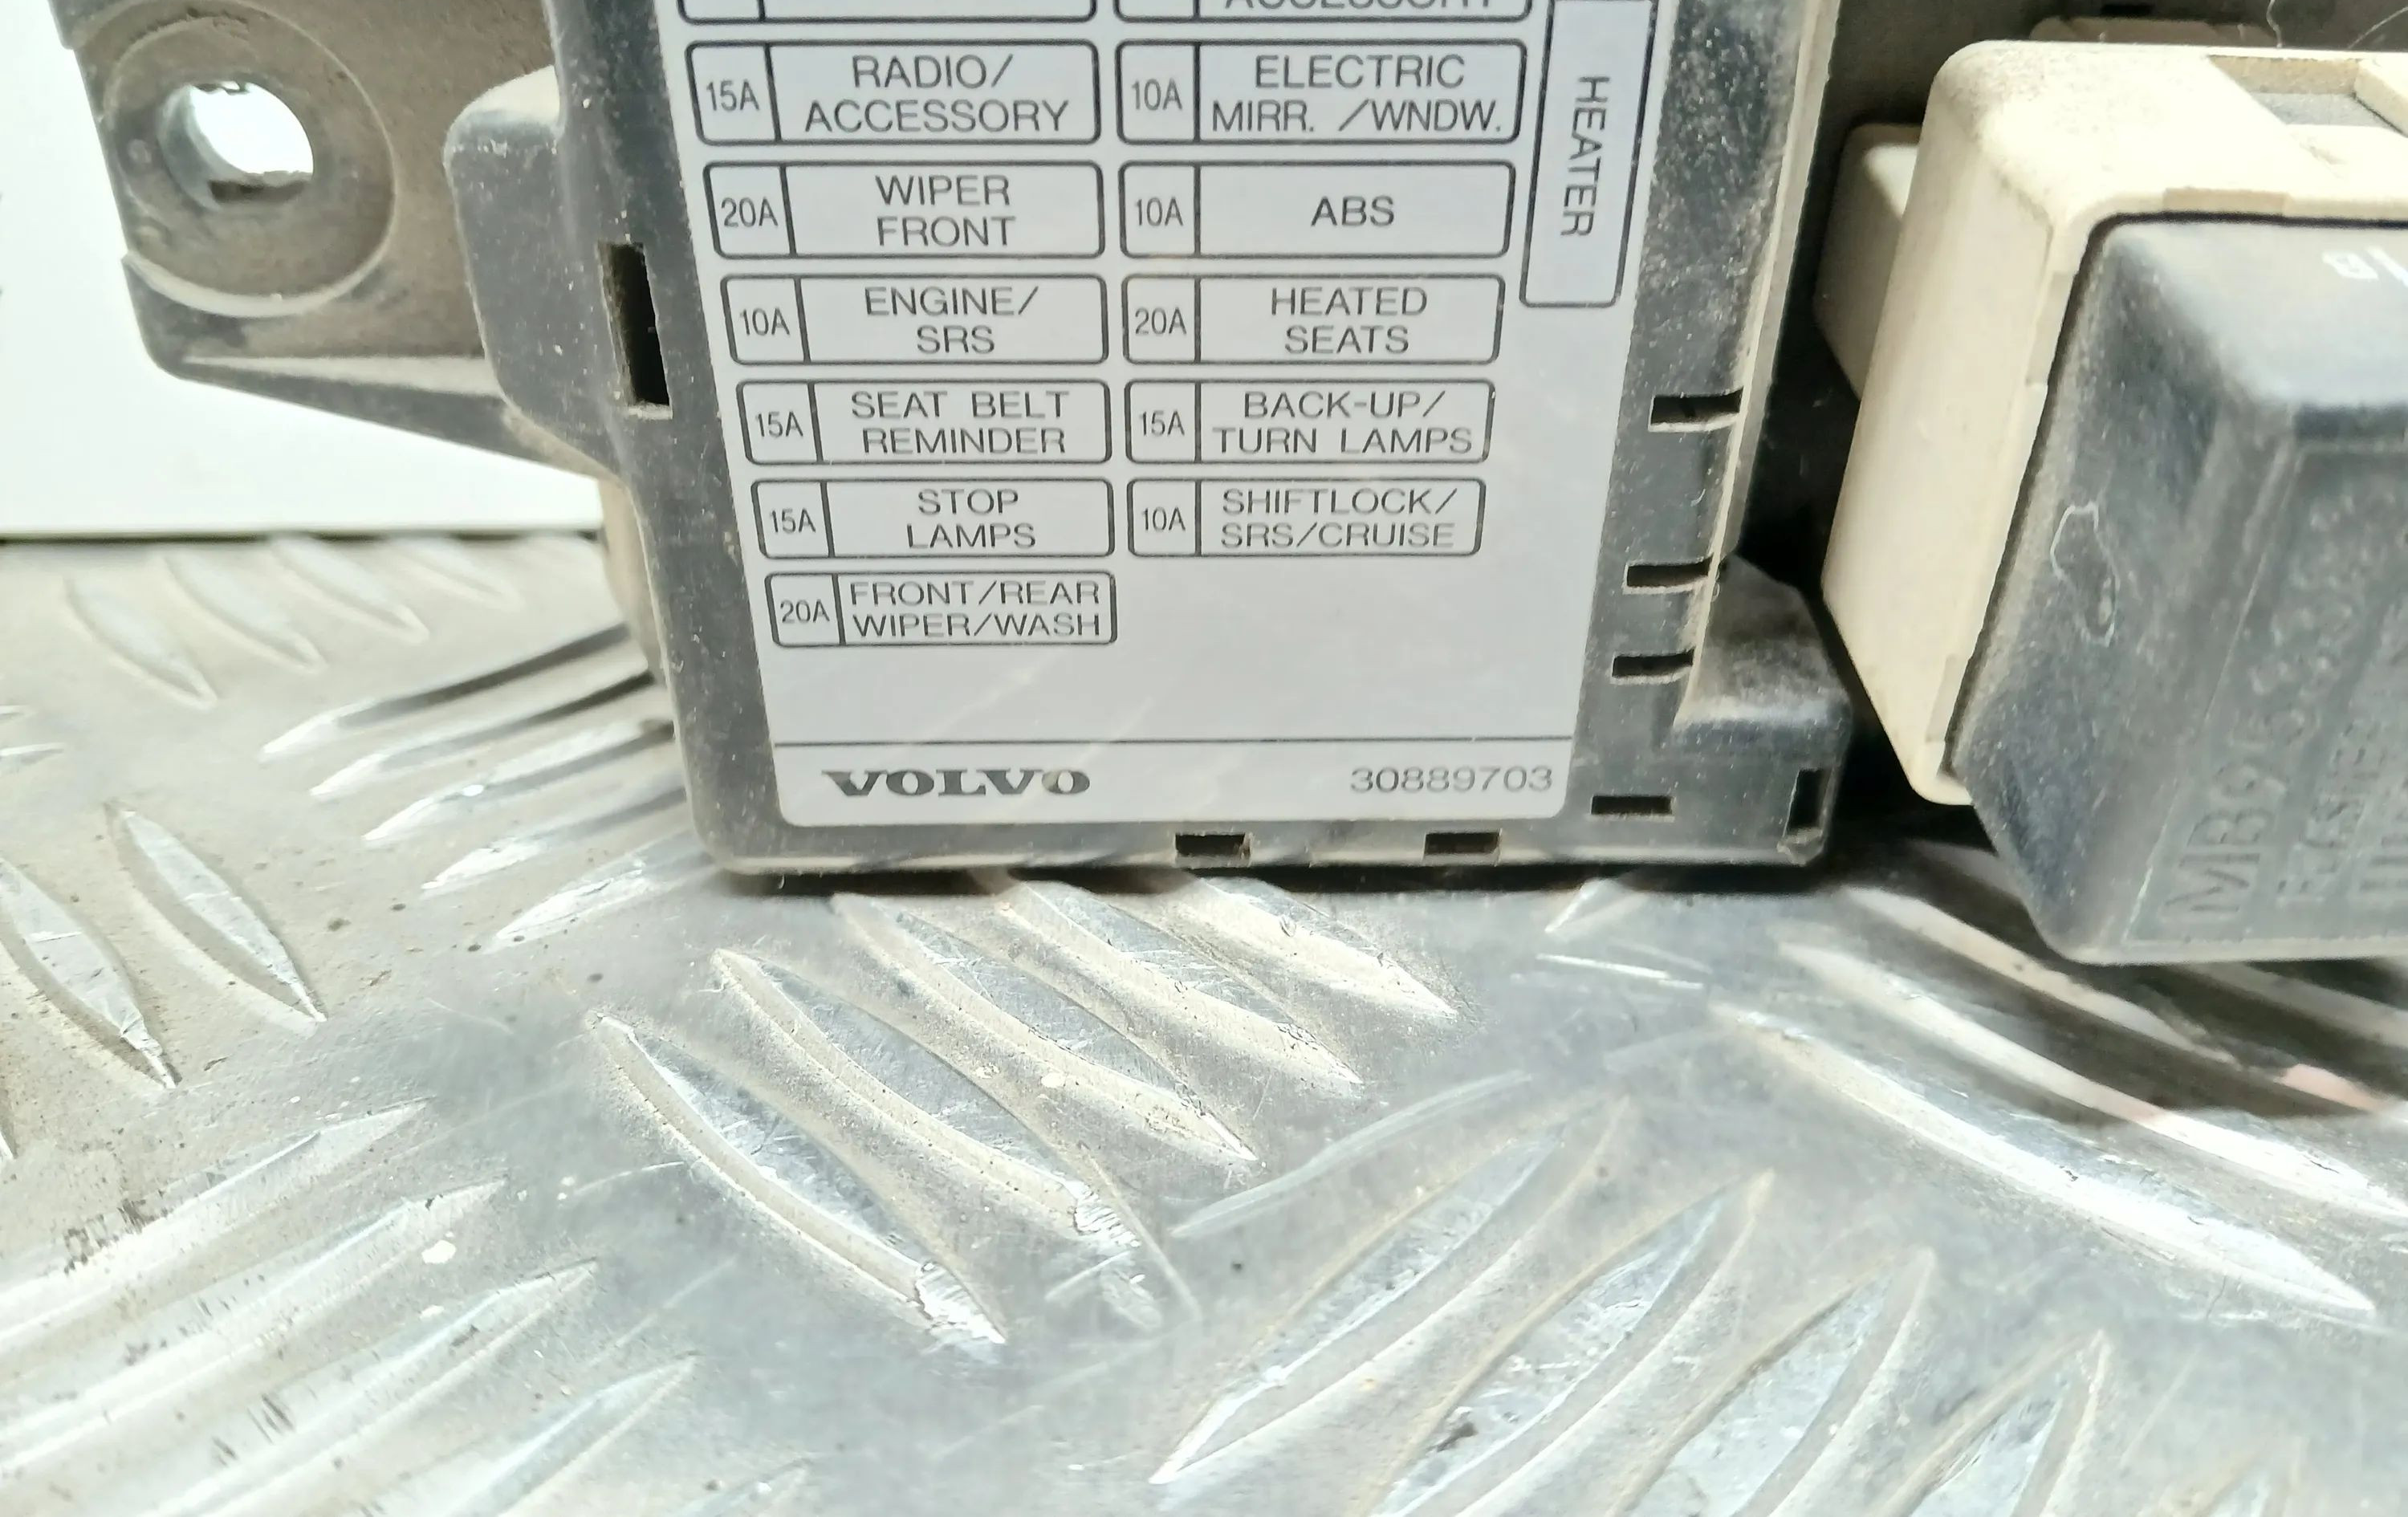 ACCESSORY
15A
RADIO/
ACCESSORY
10A
ELECTRIC
MIRR. /WNDW.
HEATER
20A
WIPER
FRONT
10A
ABS
10A
ENGINE/
SRS
20A
HEATED
SEATS
15A
SEAT BELT
REMINDER
15A
BACK-UP/
TURN LAMPS
15A
STOP
LAMPS
10A
SHIFTLOCK/
SRS/CRUISE
20A
FRONT/REAR
WIPER/WASH
VOLVO
30889703